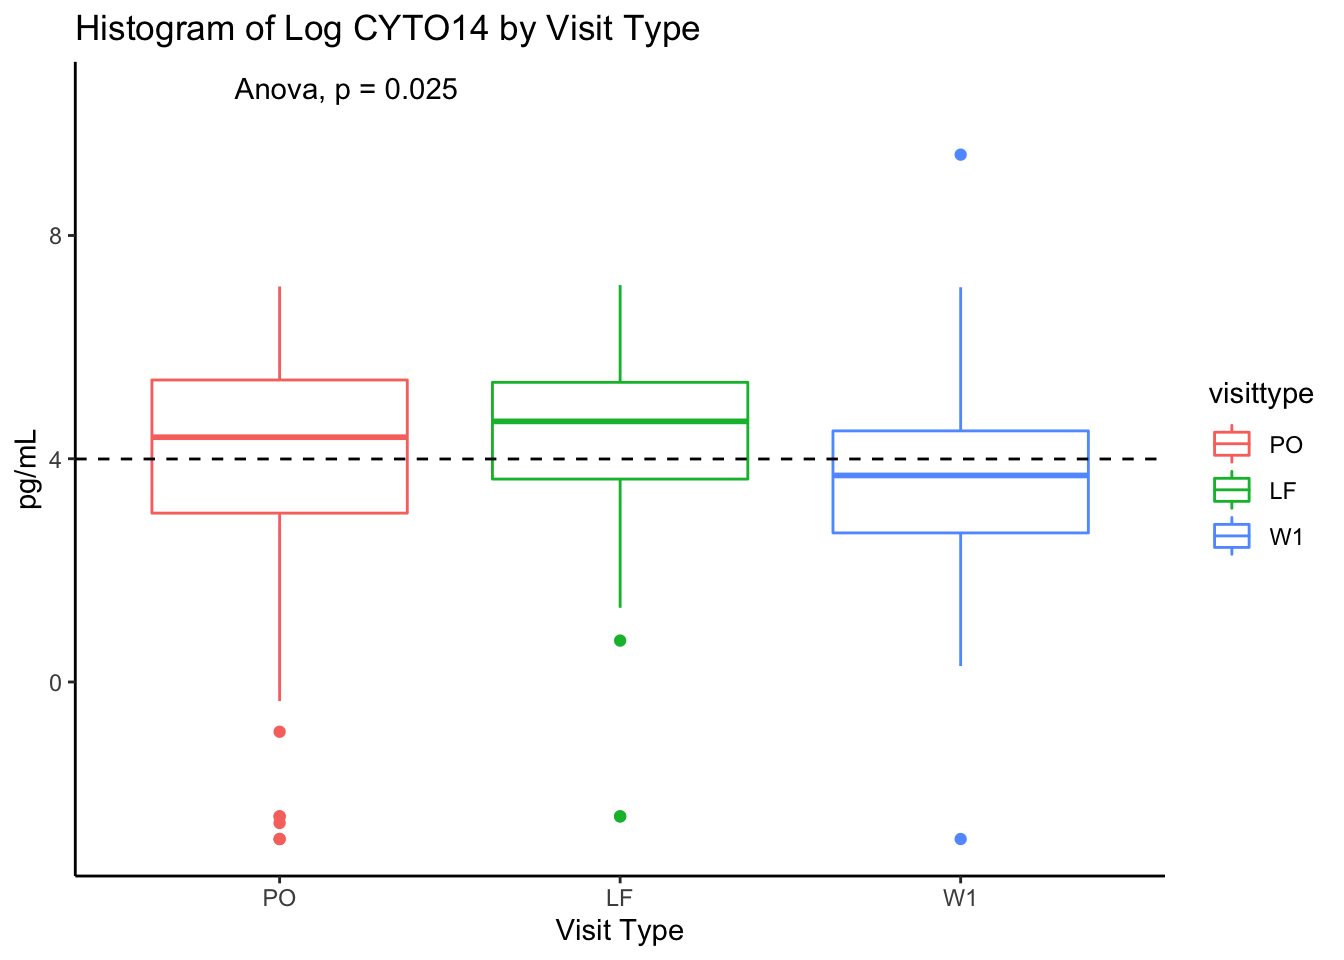 Histogram of Log CYTO14 by Visit Type
Anova, p = 0.025
8
4
0
pg/mL
PO
LF
W1
Visit Type
visittype
PO
LF
W1